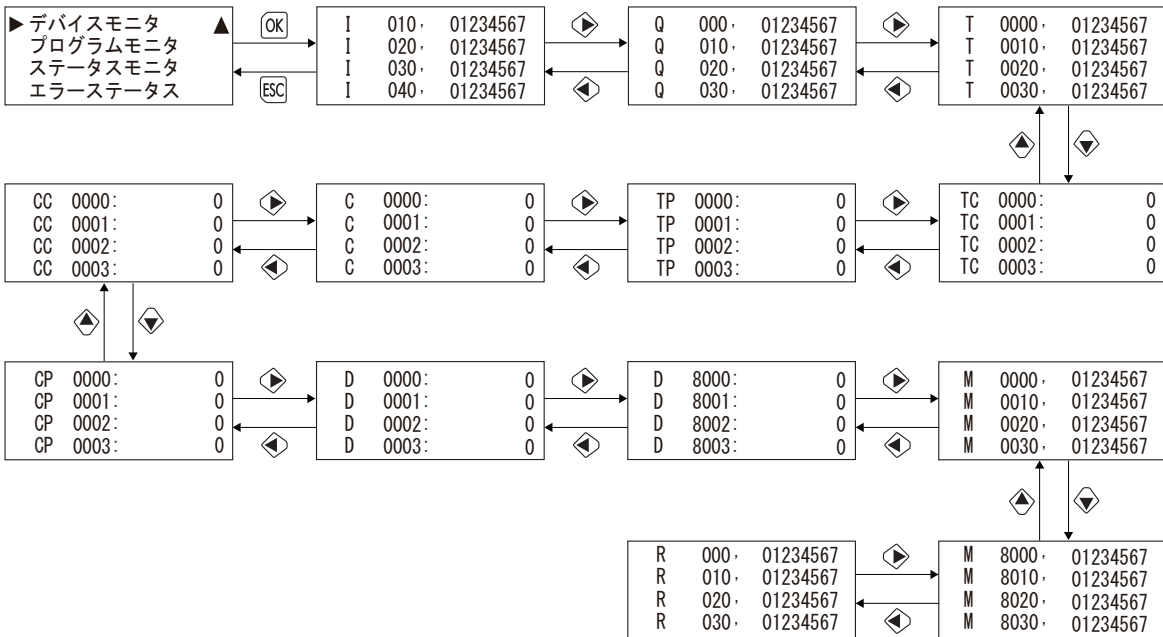 ▶デバイスモニタ ▲
プログラムモニタ
ステータスモニタ
エラーステータス
OK
ESC
I 010, 01234567
I 020, 01234567
I 030, 01234567
I 040, 01234567
Q 000, 01234567
Q 010, 01234567
Q 020, 01234567
Q 030, 01234567
T 0000, 01234567
T 0010, 01234567
T 0020, 01234567
T 0030, 01234567
CC 0000: 0
CC 0001: 0
CC 0002: 0
CC 0003: 0
C 0000: 0
C 0001: 0
C 0002: 0
C 0003: 0
TP 0000: 0
TP 0001: 0
TP 0002: 0
TP 0003: 0
TC 0000: 0
TC 0001: 0
TC 0002: 0
TC 0003: 0
CP 0000: 0
CP 0001: 0
CP 0002: 0
CP 0003: 0
D 0000: 0
D 0001: 0
D 0002: 0
D 0003: 0
D 8000: 0
D 8001: 0
D 8002: 0
D 8003: 0
M 0000, 01234567
M 0010, 01234567
M 0020, 01234567
M 0030, 01234567
R 000, 01234567
R 010, 01234567
R 020, 01234567
R 030, 01234567
M 8000, 01234567
M 8010, 01234567
M 8020, 01234567
M 8030, 01234567